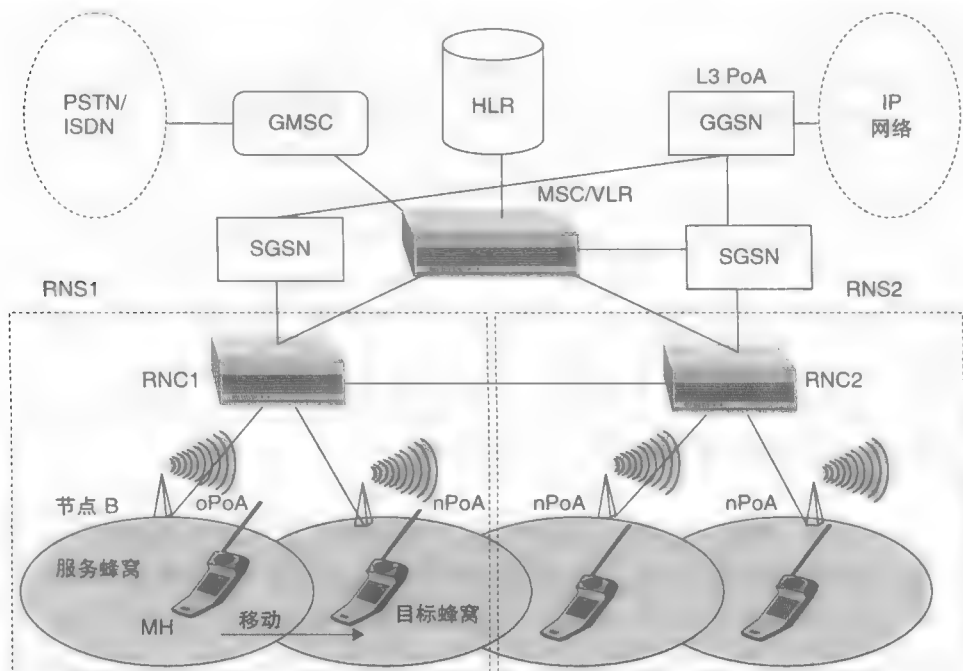 PSTN/
ISDN
GMSC
HLR
L3 PoA
GGSN
IP
网络
MSC/VLR
SGSN
SGSN
RNS1
RNS2
RNC1
RNC2
节点 B
oPoA
nPoA
nPoA
nPoA
服务蜂窝
MH
移动
目标蜂窝